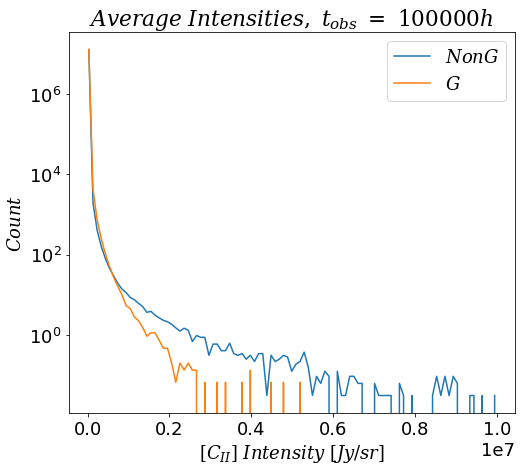 Average Intensities, t_obs = 100000h
NonG
G
Count
10^6
10^4
10^2
10^0
0.0 0.2 0.4 0.6 0.8 1.0
1e7
[C_II] Intensity [Jy/sr]